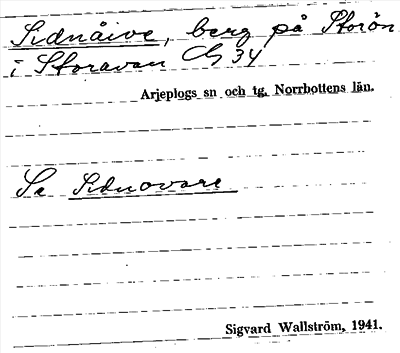 Sidnåive, berg på Storön
i Storavan Ch 34
Arjeplogs sn och tg. Norrbottens län.
Se Sidnovare
Sigvard Wallström, 1941.